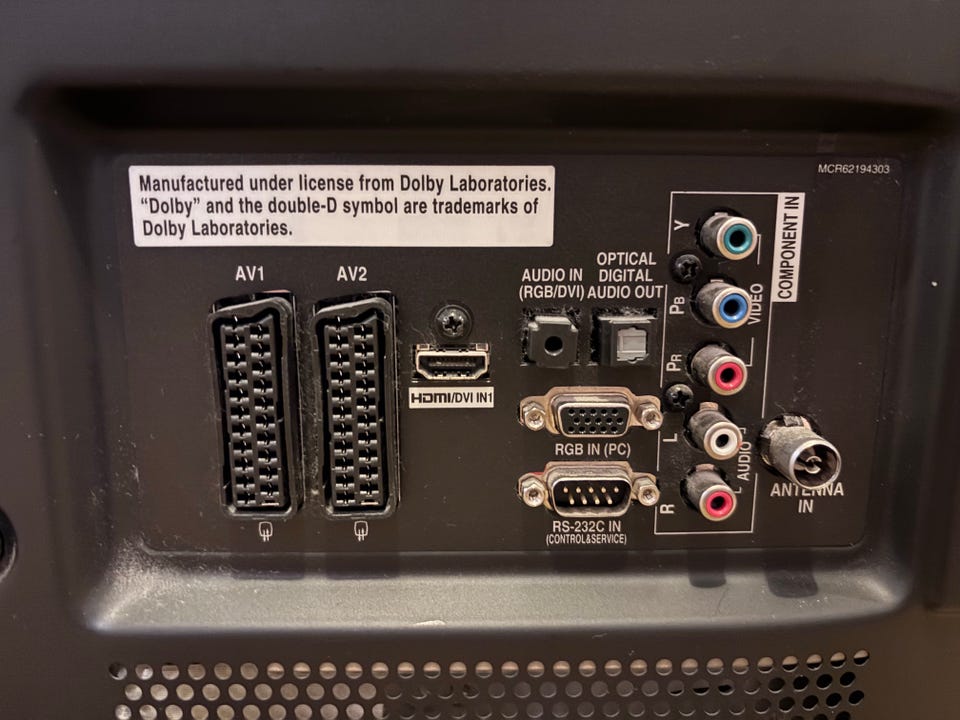 MCR62194303
Manufactured under license from Dolby Laboratories.
“Dolby” and the double-D symbol are trademarks of
Dolby Laboratories.
AV1
AV2
HDMI/DVI IN1
AUDIO IN
(RGB/DVI)
OPTICAL
DIGITAL
AUDIO OUT
RGB IN (PC)
RS-232C IN
(CONTROL&SERVICE)
COMPONENT IN
Y
PB
PR
VIDEO
L
R
AUDIO
ANTENNA
IN